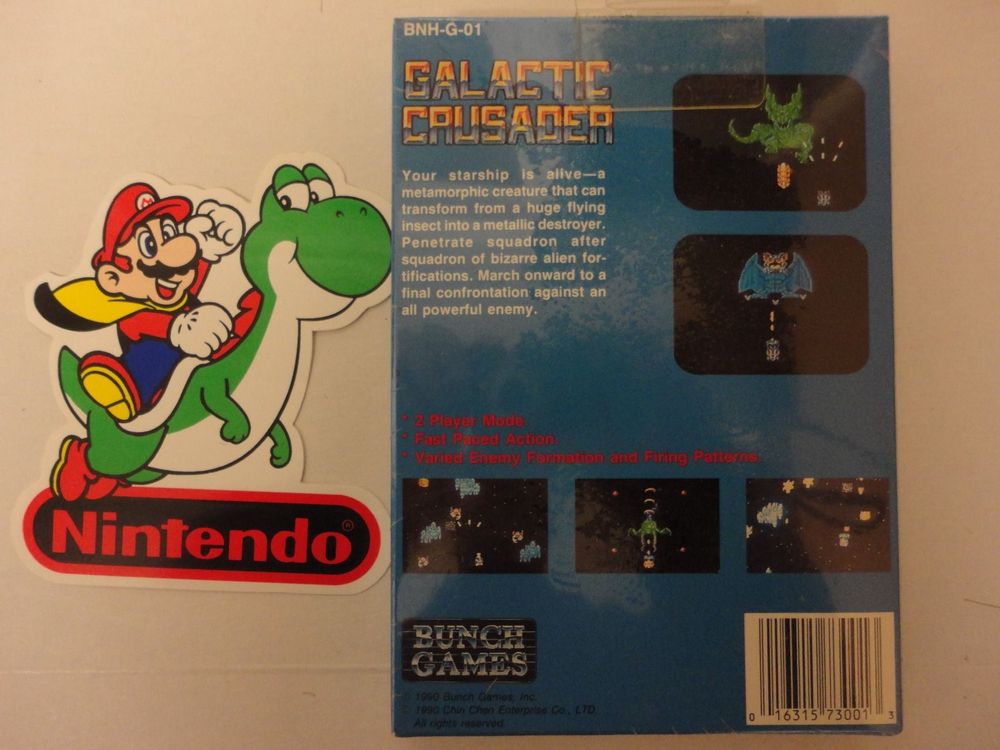 BNH-G-01
GALACTIC
CRUSADER
Your starship is alive—a
metamorphic creature that can
transform from a huge flying
insect into a metallic destroyer.
Penetrate squadron after
squadron of bizarre alien for-
tifications. March onward to a
final confrontation against an
all powerful enemy.
* 2 Player Mode.
* Fast Paced Action.
* Varied Enemy Formation and Firing Patterns.
M
Nintendo®
BUNCH
GAMES
© 1990 Bunch Games, Inc.
© 1990 Chin Chen Enterprise Co., LTD.
All rights reserved
0 16315 73001 3